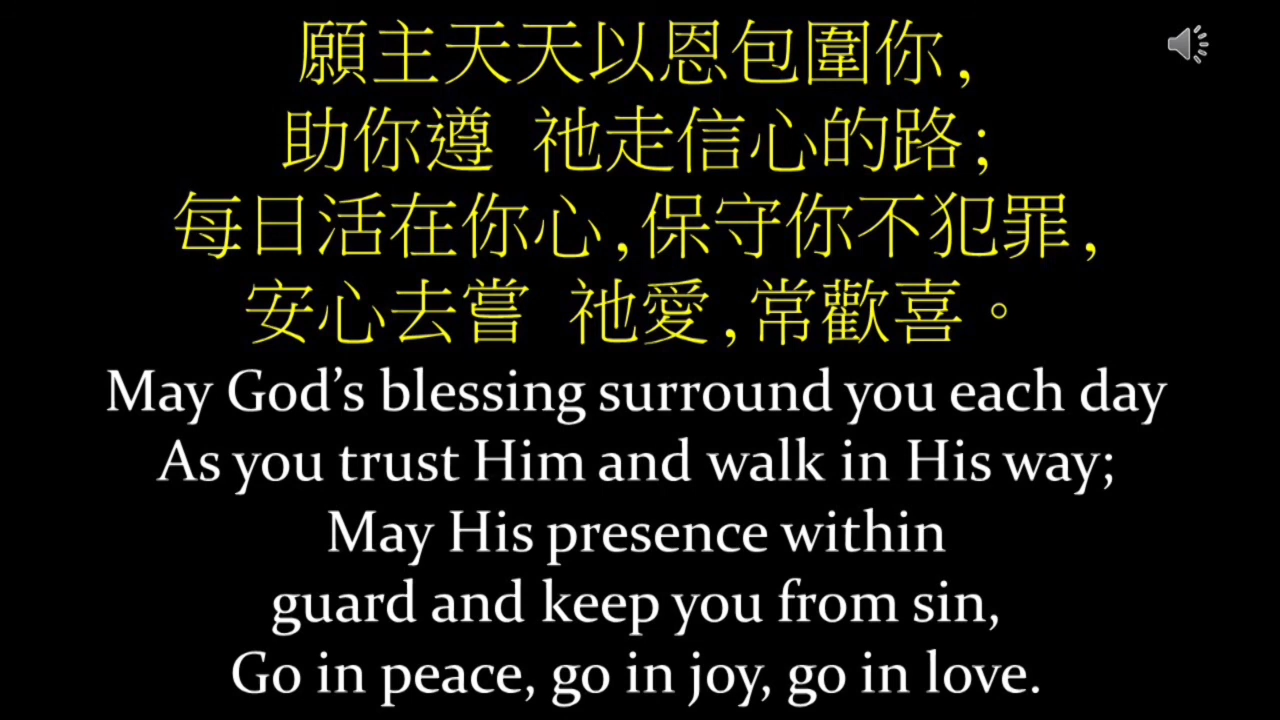 願主天天以恩包圍你,
助你遵 祂走信心的路;
每日活在你心,保守你不犯罪,
安心去嘗 祂愛,常歡喜。
May God’s blessing surround you each day
As you trust Him and walk in His way;
May His presence within
guard and keep you from sin,
Go in peace, go in joy, go in love.